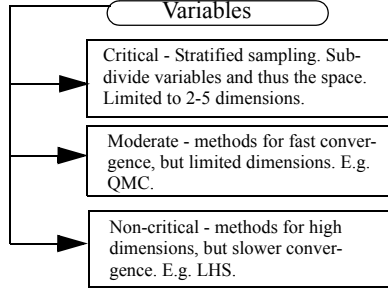 Variables
Critical - Stratified sampling. Sub-
divide variables and thus the space.
Limited to 2-5 dimensions.
Moderate - methods for fast conver-
gence, but limited dimensions. E.g.
QMC.
Non-critical - methods for high
dimensions, but slower conver-
gence. E.g. LHS.